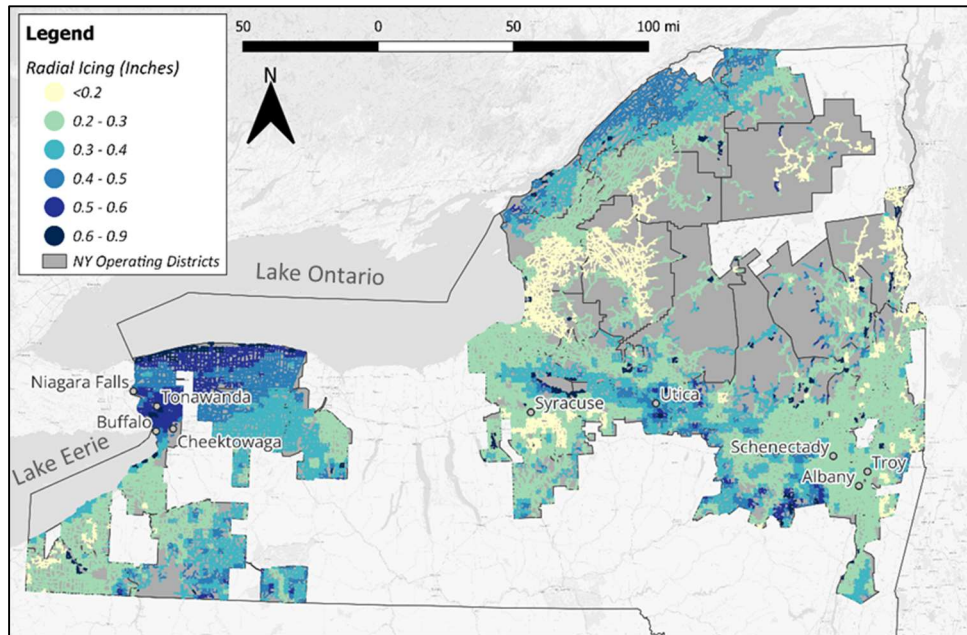 Legend
Radial Icing (Inches)
<0.2
0.2 - 0.3
0.3 - 0.4
0.4 - 0.5
0.5 - 0.6
0.6 - 0.9
NY Operating Districts
50 0 50 100 mi
N
Lake Ontario
Niagara Falls
Tonawanda
Buffalo
Cheektowaga
Lake Eerie
Syracuse
Utica
Schenectady
Troy
Albany